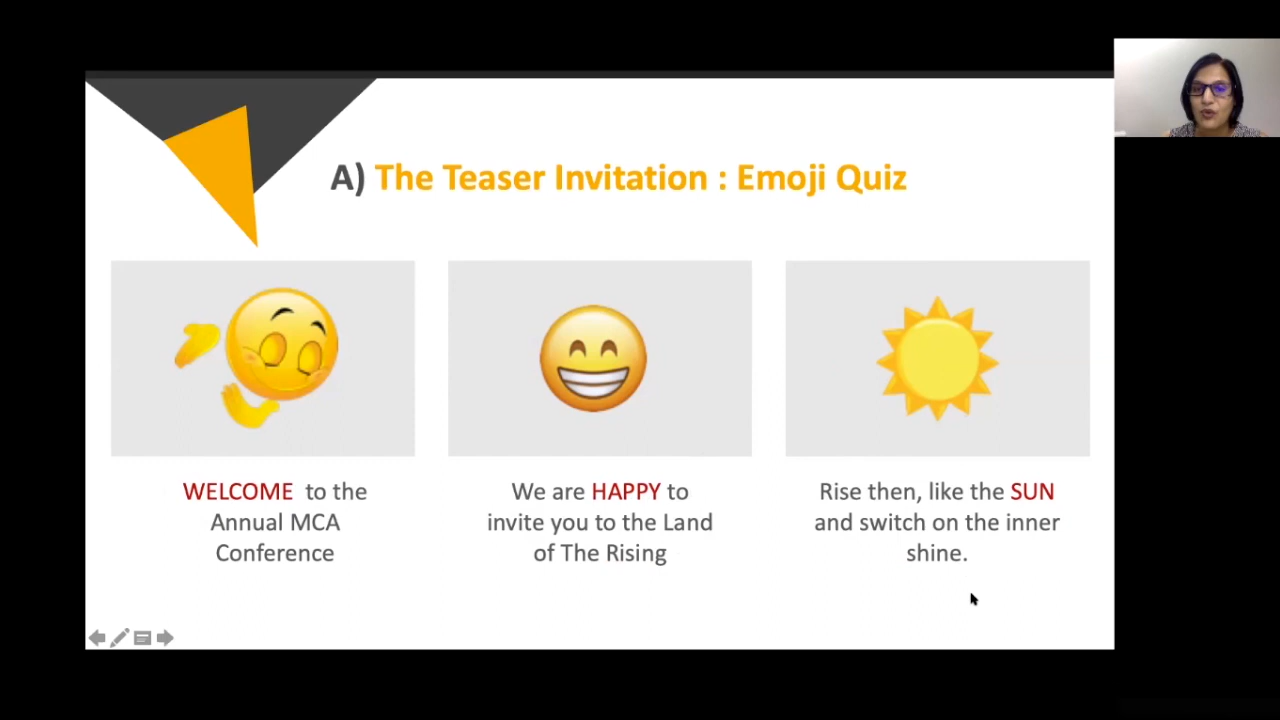 A) The Teaser Invitation : Emoji Quiz
WELCOME to the
Annual MCA
Conference
We are HAPPY to
invite you to the Land
of The Rising
Rise then, like the SUN
and switch on the inner
shine.